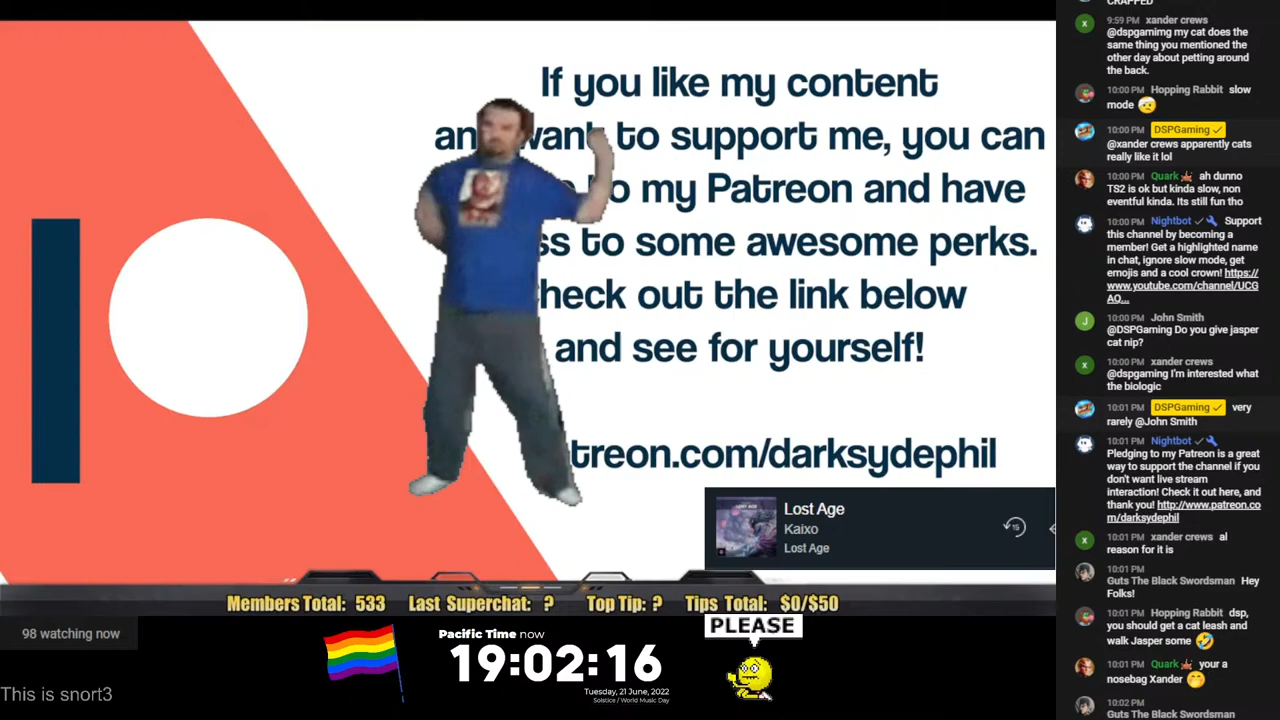 If you like my content
want to support me, you can
to my Patreon and have
to some awesome perks.
out the link below
and see for yourself!
treon.com/darksydephil
Lost Age
Kaixo
Lost Age
15
Members Total: 533 Last Superchat: ? Top Tip: ? Tips Total: $0/$50
98 watching now
Pacific Time now
19:02:16
Tuesday, 21 June, 2022
Solstice / World Music Day
PLEASE
This is snort3
CRAPPED
9:59 PM xander crews
@dspgamimg my cat does the
same thing you mentioned the
other day about petting around
the back.
10:00 PM Hopping Rabbit slow
mode
10:00 PM DSPGaming
@xander crews apparently cats
really like it lol
10:00 PM Quark ah dunno
TS2 is ok but kinda slow, non
eventful kinda. Its still fun tho
10:00 PM Nightbot Support
this channel by becoming a
member! Get a highlighted name
in chat, ignore slow mode, get
emojis and a cool crown! https://
www.youtube.com/channel/UCG
AO...
10:00 PM John Smith
@DSPGaming Do you give jasper
cat nip?
10:00 PM xander crews
@dspgaming I'm interested what
the biologic
10:01 PM DSPGaming very
rarely @John Smith
10:01 PM Nightbot
Pledging to my Patreon is a great
way to support the channel if you
don't want live stream
interaction! Check it out here, and
thank you! http://www.patreon.co
m/darksydephil
10:01 PM xander crews al
reason for it is
10:01 PM
Guts The Black Swordsman Hey
Folks!
10:01 PM Hopping Rabbit dsp,
you should get a cat leash and
walk Jasper some
10:01 PM Quark your a
nosebag Xander
10:02 PM
Guts The Black Swordsman